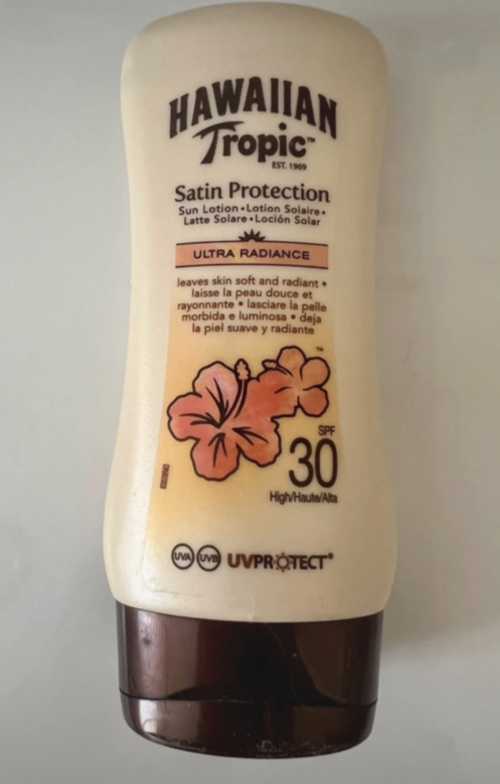 HAWAIIAN
Tropic™
EST. 1969
Satin Protection
Sun Lotion • Lotion Solaire •
Latte Solare • Loción Solar
ULTRA RADIANCE
leaves skin soft and radiant •
laisse la peau douce et
rayonnante • lasciare la pelle
morbida e luminosa • deja
la piel suave y radiante
™
SPF
30
High/Haute/Alta
UVA UVB UVPROTECT®